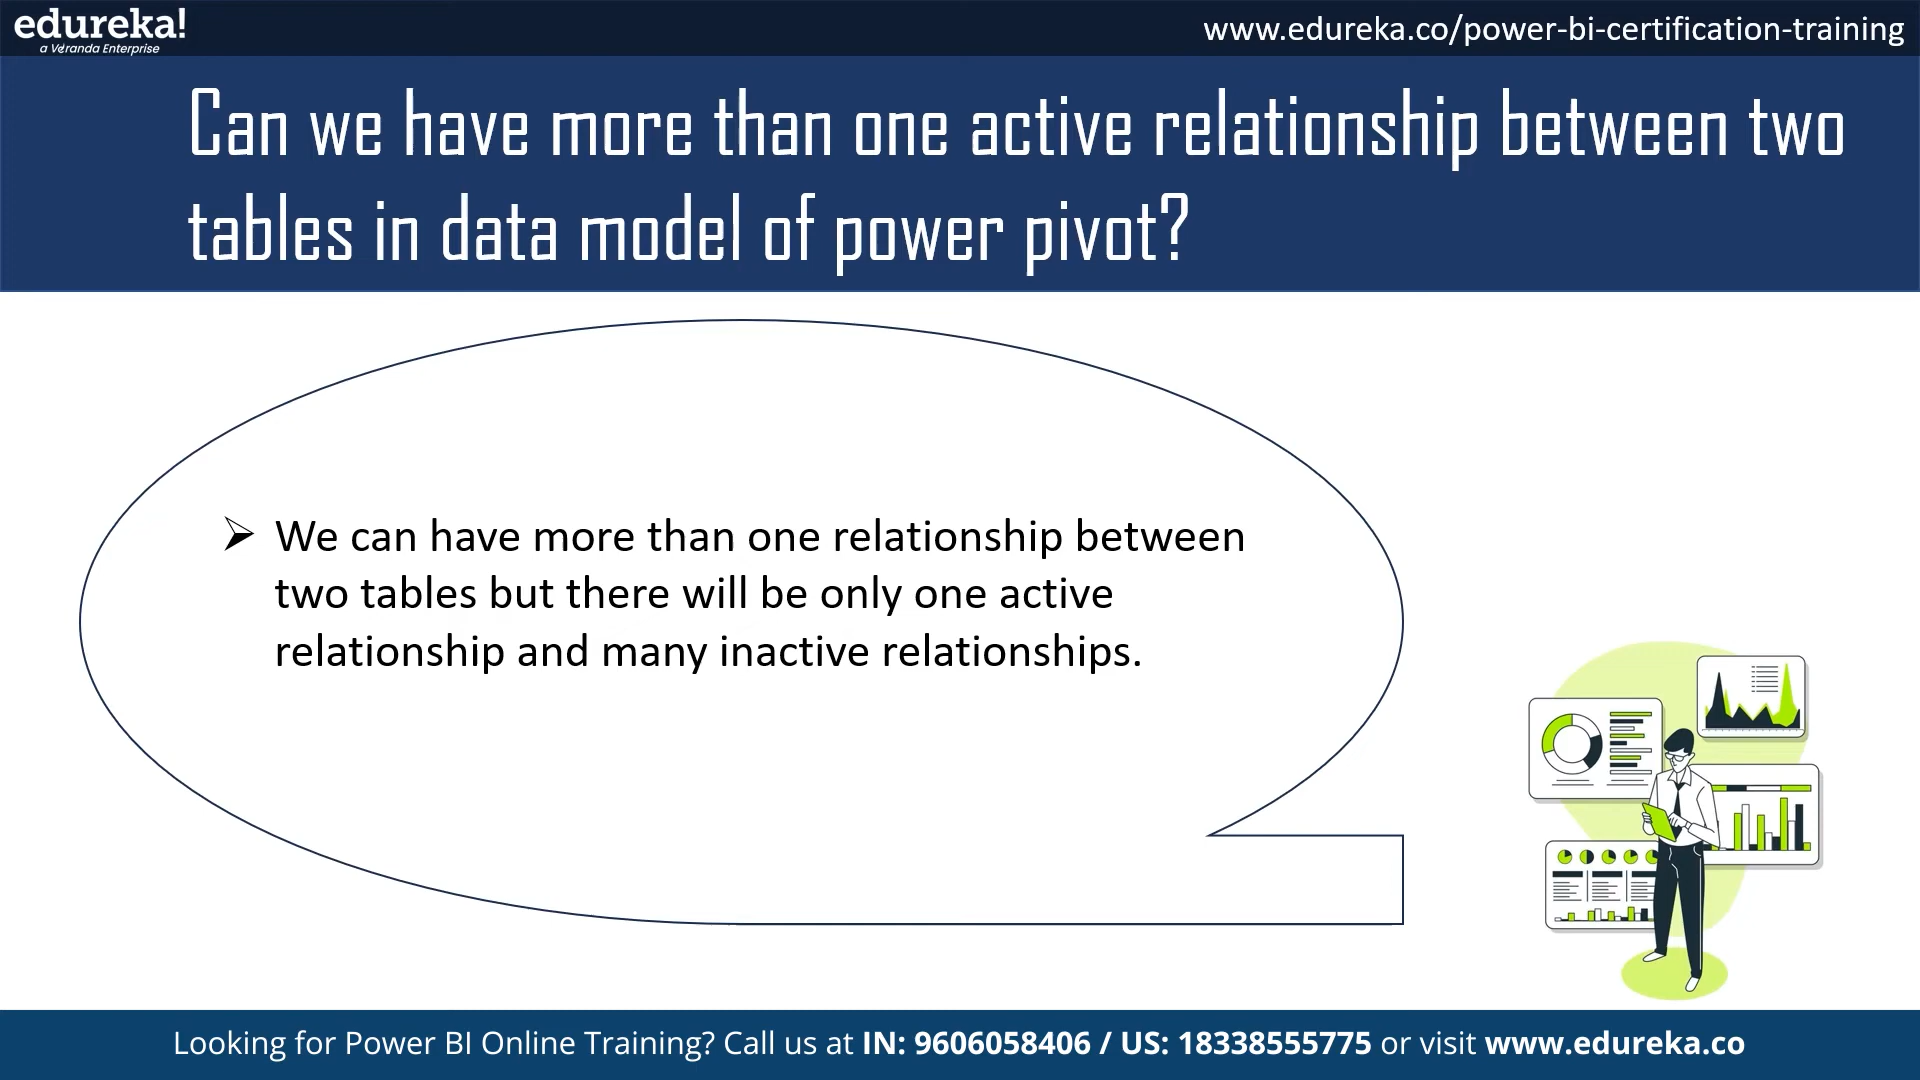 edureka!
a Veranda Enterprise
www.edureka.co/power-bi-certification-training
Can we have more than one active relationship between two
tables in data model of power pivot?
➢ We can have more than one relationship between
two tables but there will be only one active
relationship and many inactive relationships.
Looking for Power BI Online Training? Call us at IN: 9606058406 / US: 18338555775 or visit www.edureka.co